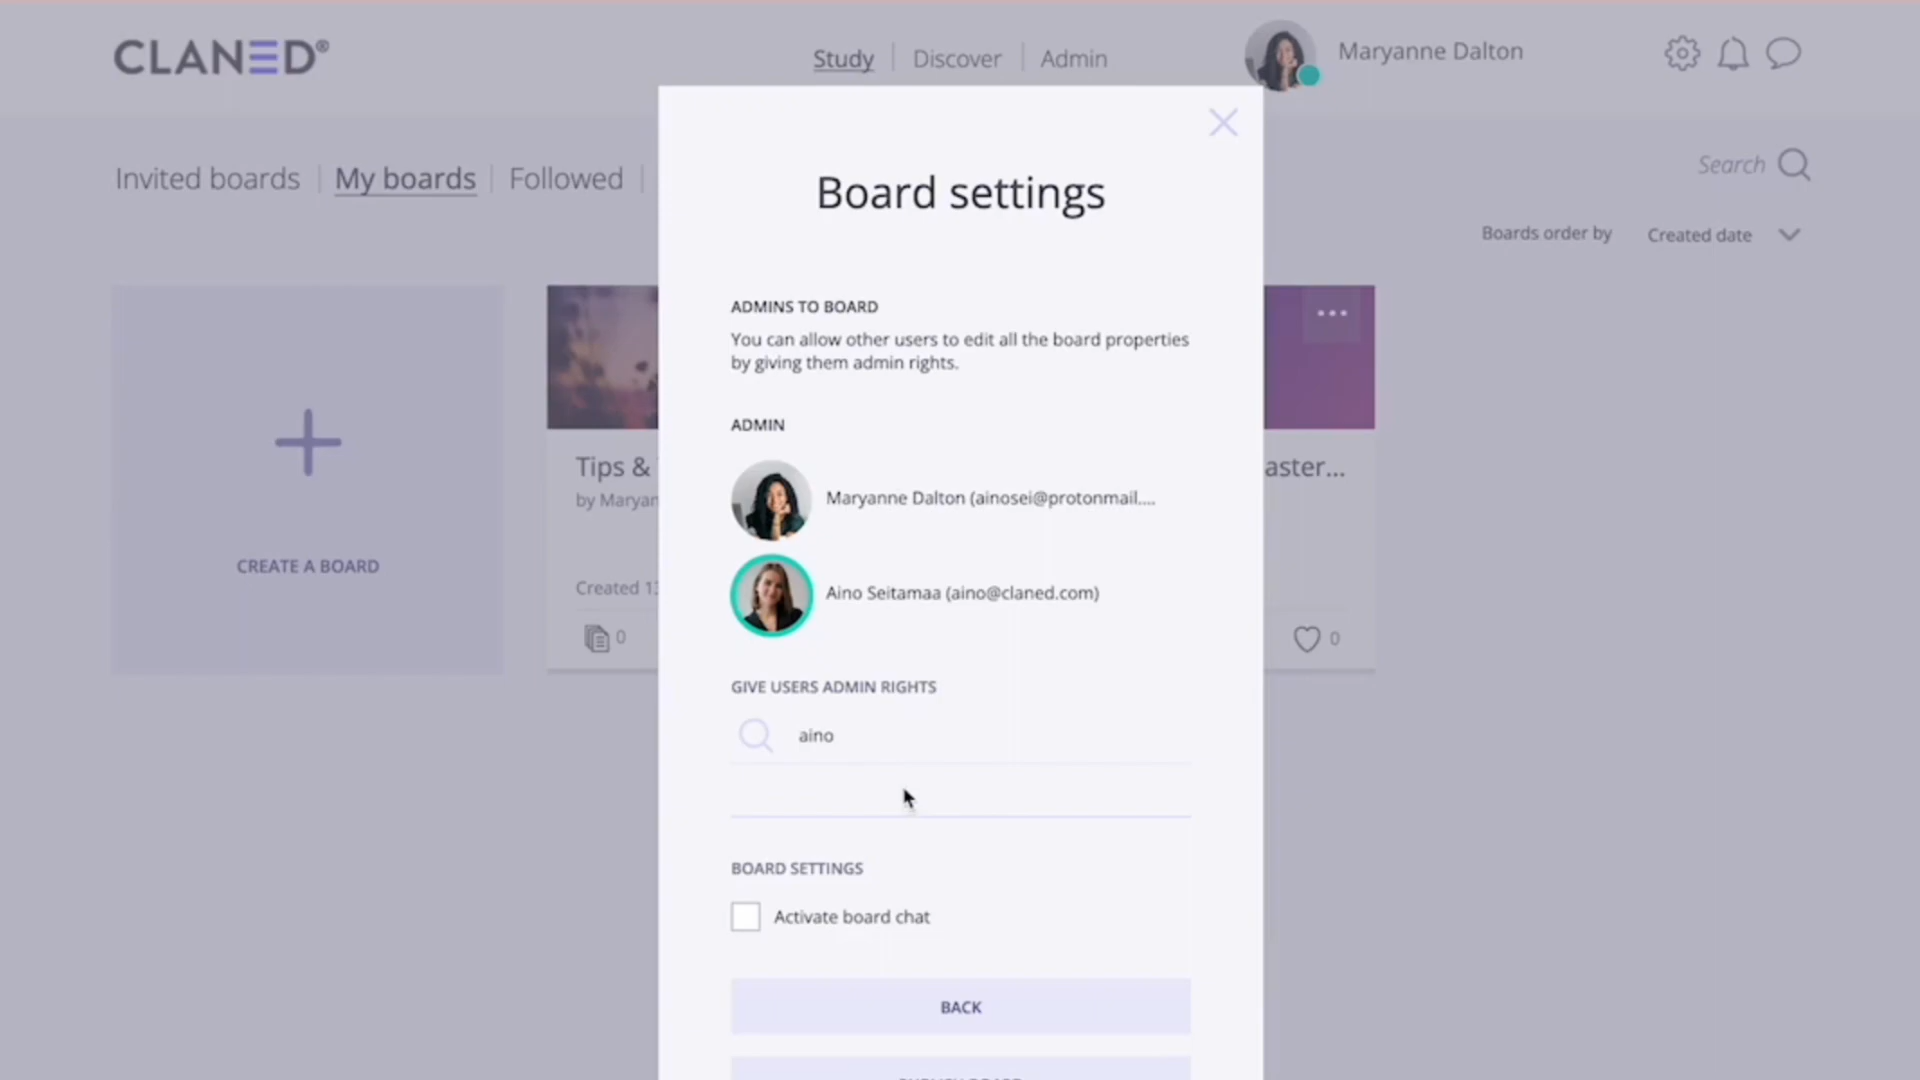 CLANED®
Study
Discover
Admin
Maryanne Dalton
Invited boards
My boards
Followed
Search
Boards order by
Created date
Board settings
ADMINS TO BOARD
You can allow other users to edit all the board properties
by giving them admin rights.
ADMIN
Maryanne Dalton (ainosei@protonmail....
Aino Seitamaa (aino@claned.com)
GIVE USERS ADMIN RIGHTS
aino
BOARD SETTINGS
Activate board chat
BACK
CREATE A BOARD
Tips &
by Maryan
Created 13
0
aster...
0